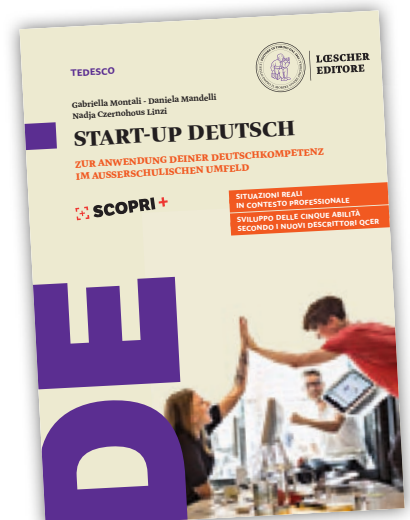 TEDESCO
LŒSCHER
EDITORE
Gabriella Montali - Daniela Mandelli
Nadja Czernohous Linzi
START-UP DEUTSCH
ZUR ANWENDUNG DEINER DEUTSCHKOMPETENZ
IM AUSSERSCHULISCHEN UMFELD
SCOPRI+
SITUAZIONI REALI
IN CONTESTO PROFESSIONALE
SVILUPPO DELLE CINQUE ABILITÀ
SECONDO I NUOVI DESCRITTORI QCER
DE